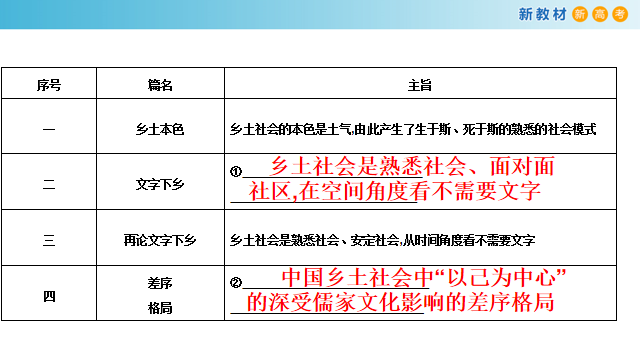 新教材 新高考
序号 篇名 主旨
一 乡土本色 乡土社会的本色是土气,由此产生了生于斯、死于斯的熟悉的社会模式
二 文字下乡 ①乡土社会是熟悉社会、面对面
社区,在空间角度看不需要文字
三 再论文字下乡 乡土社会是熟悉社会、安定社会,从时间角度看不需要文字
四 差序
格局 ②中国乡土社会中“以己为中心”
的深受儒家文化影响的差序格局